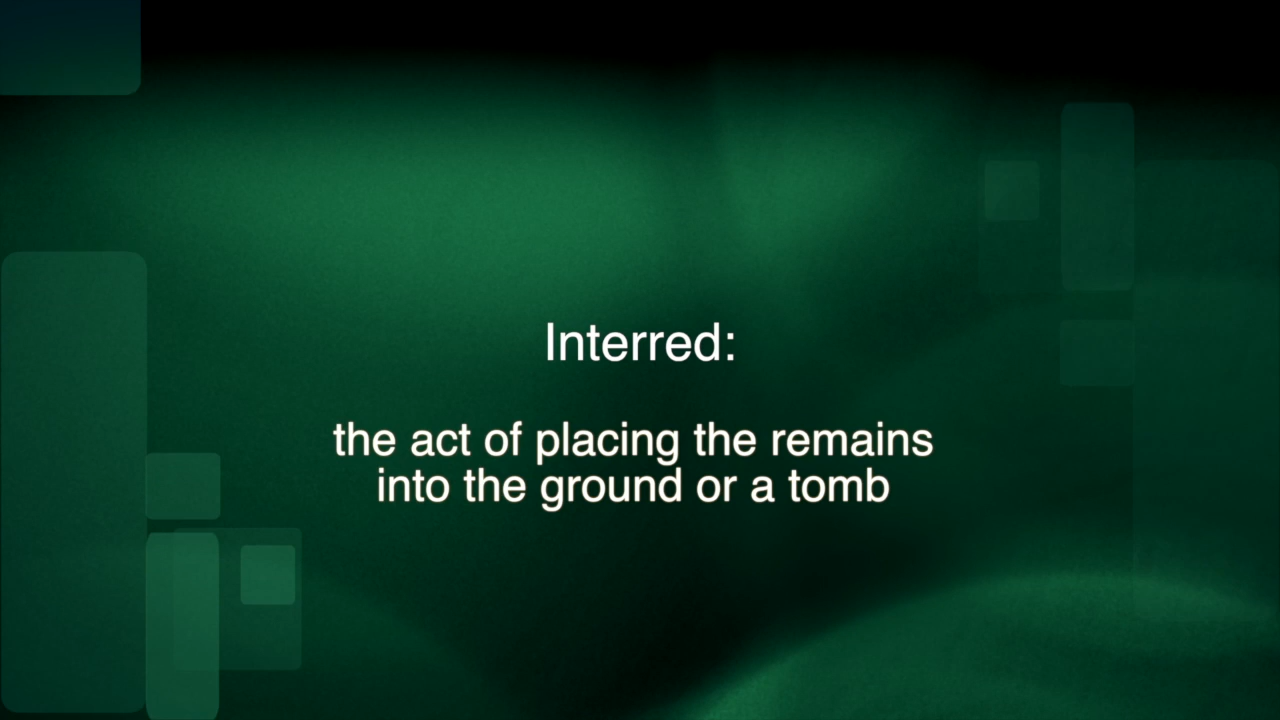 Interred:
the act of placing the remains
into the ground or a tomb